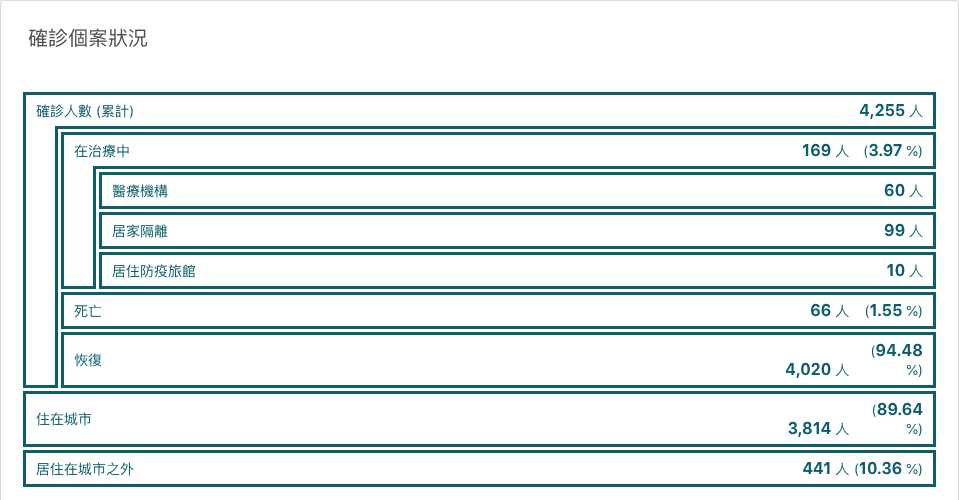 確診個案狀況
確診人數 (累計) 4,255 人
在治療中 169 人 (3.97 %)
醫療機構 60 人
居家隔離 99 人
居住防疫旅館 10 人
死亡 66 人 (1.55 %)
恢復 4,020 人 (94.48 %)
住在城市 3,814 人 (89.64 %)
居住在城市之外 441 人 (10.36 %)